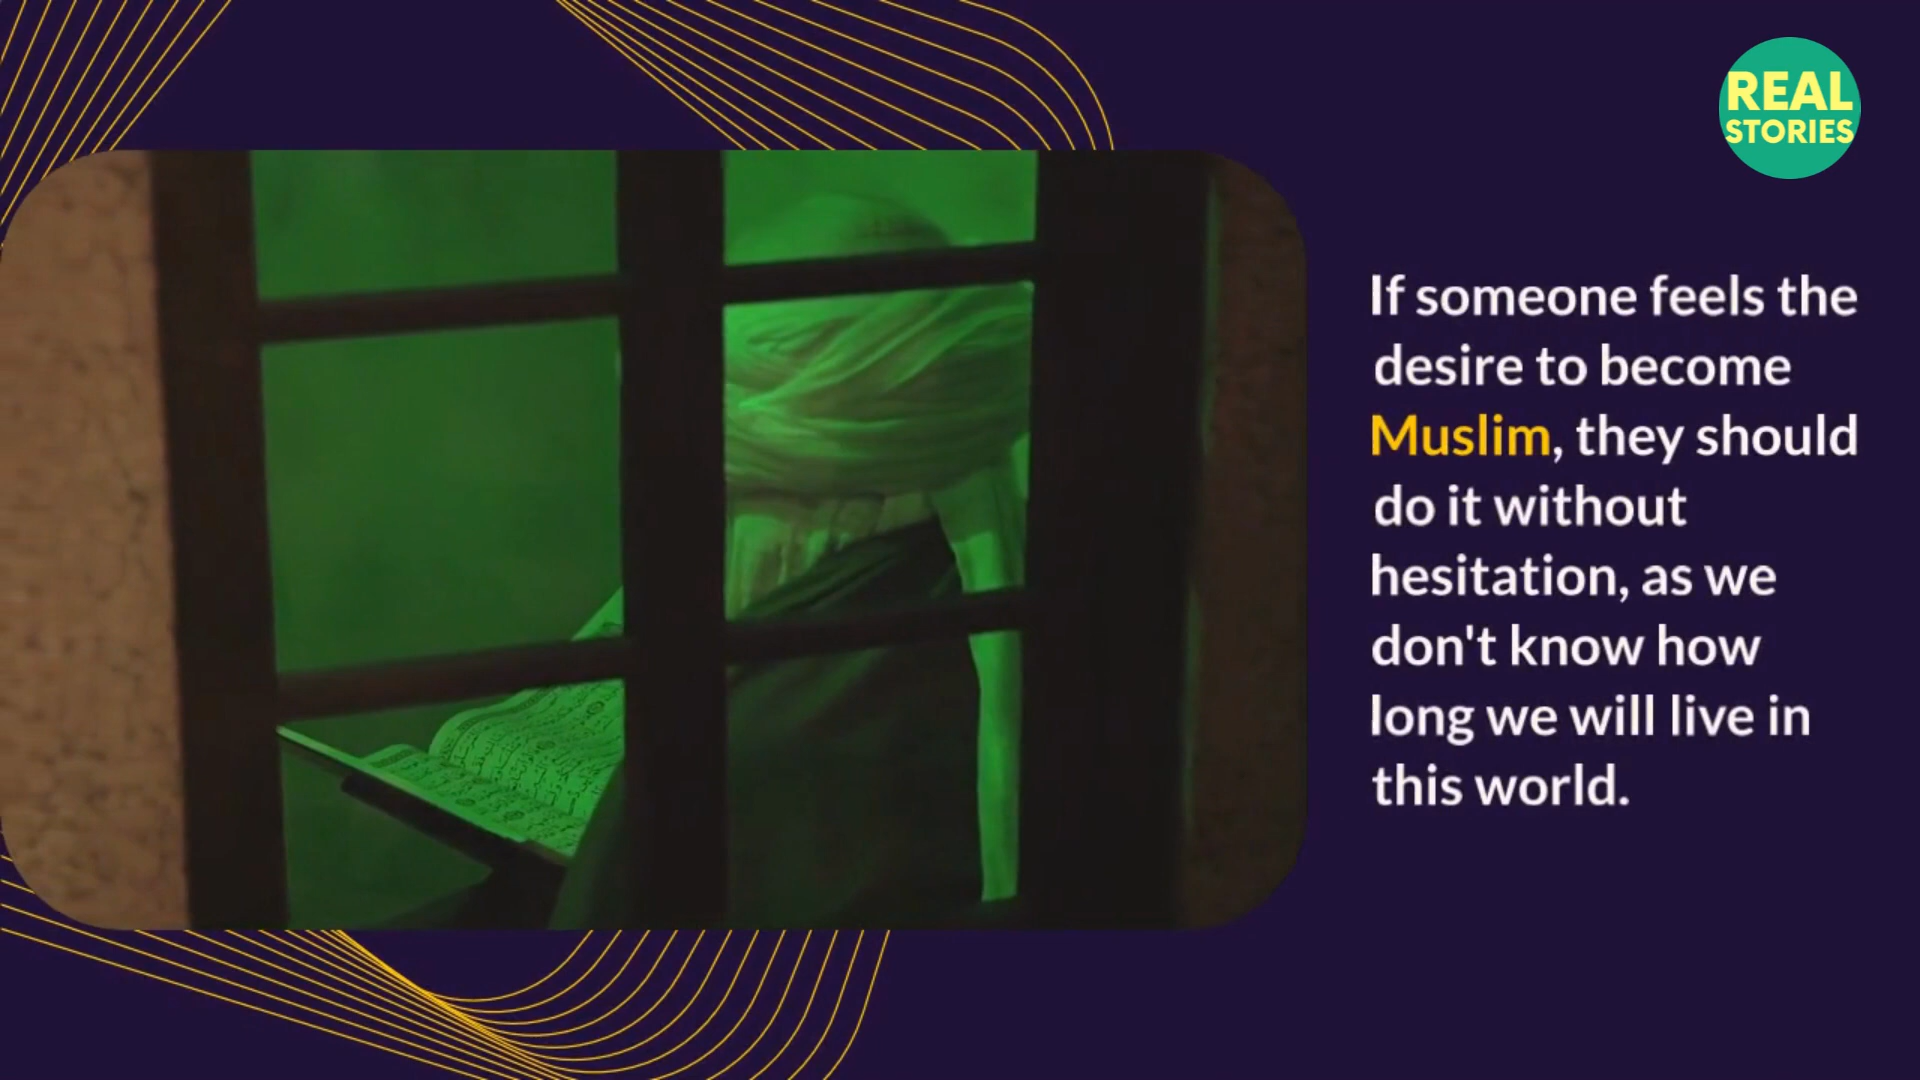 REAL
STORIES
If someone feels the
desire to become
Muslim, they should
do it without
hesitation, as we
don't know how
long we will live in
this world.